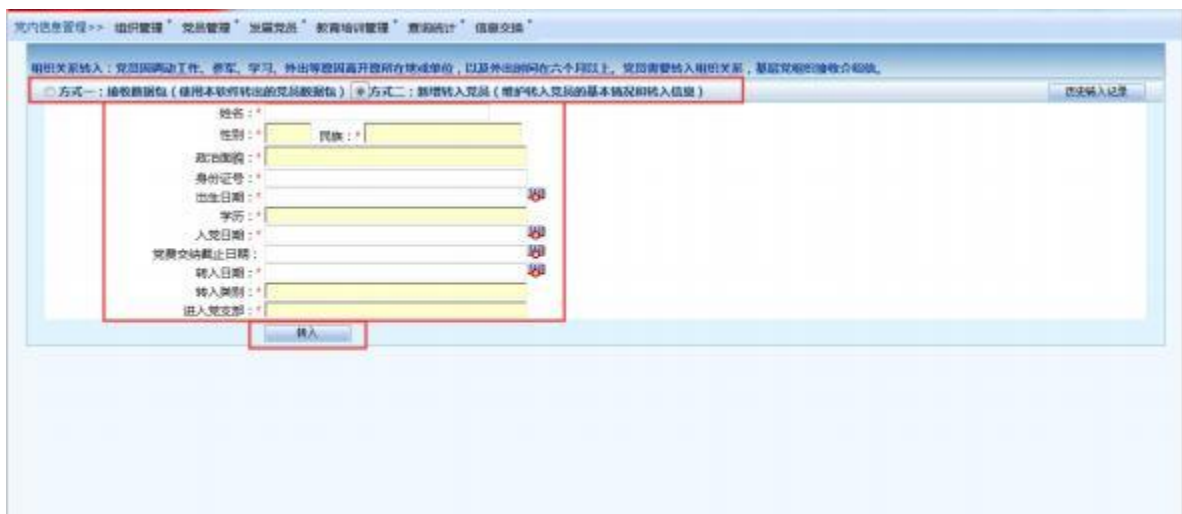 党内信息管理>> 组织管理 党员管理 发展党员 教育培训管理 查询统计 信息交换
组织关系转入：党员因调动工作、参军、学习、外出等原因离开原所在地或单位，以及外出时间在六个月以上，党员需要转入组织关系，基层党组织接收介绍信。
方式一：接收数据包（使用本软件转出的党员数据包） 方式二：新增转入党员（维护转入党员的基本情况和转入信息） 历史转入记录
姓名：*
性别：* 民族：*
政治面貌：*
身份证号：*
出生日期：*
学历：*
入党日期：*
党费交纳截止日期：
转入日期：*
转入类别：*
进入党支部：*
转入